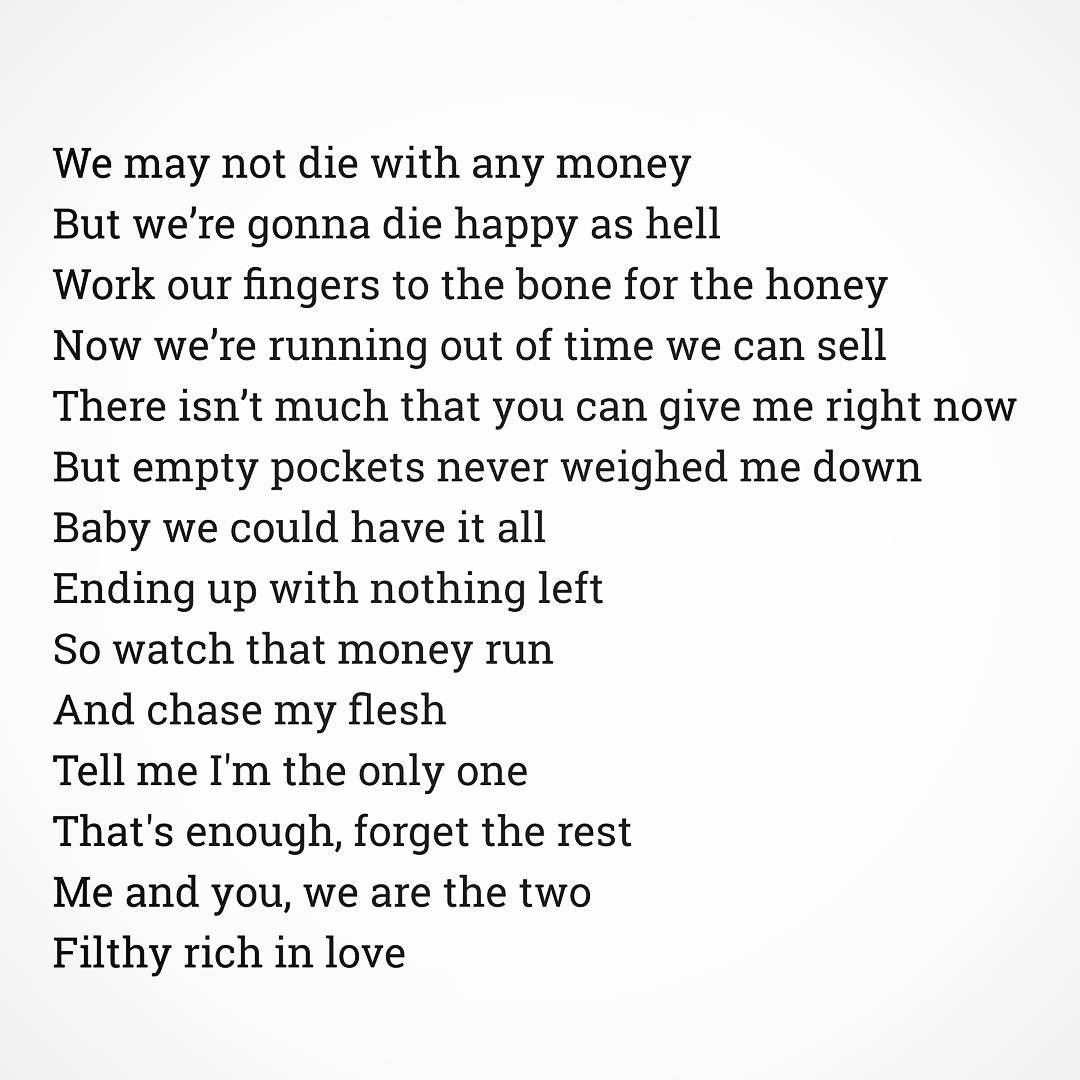 We may not die with any money
But we’re gonna die happy as hell
Work our fingers to the bone for the honey
Now we’re running out of time we can sell
There isn’t much that you can give me right now
But empty pockets never weighed me down
Baby we could have it all
Ending up with nothing left
So watch that money run
And chase my flesh
Tell me I'm the only one
That's enough, forget the rest
Me and you, we are the two
Filthy rich in love